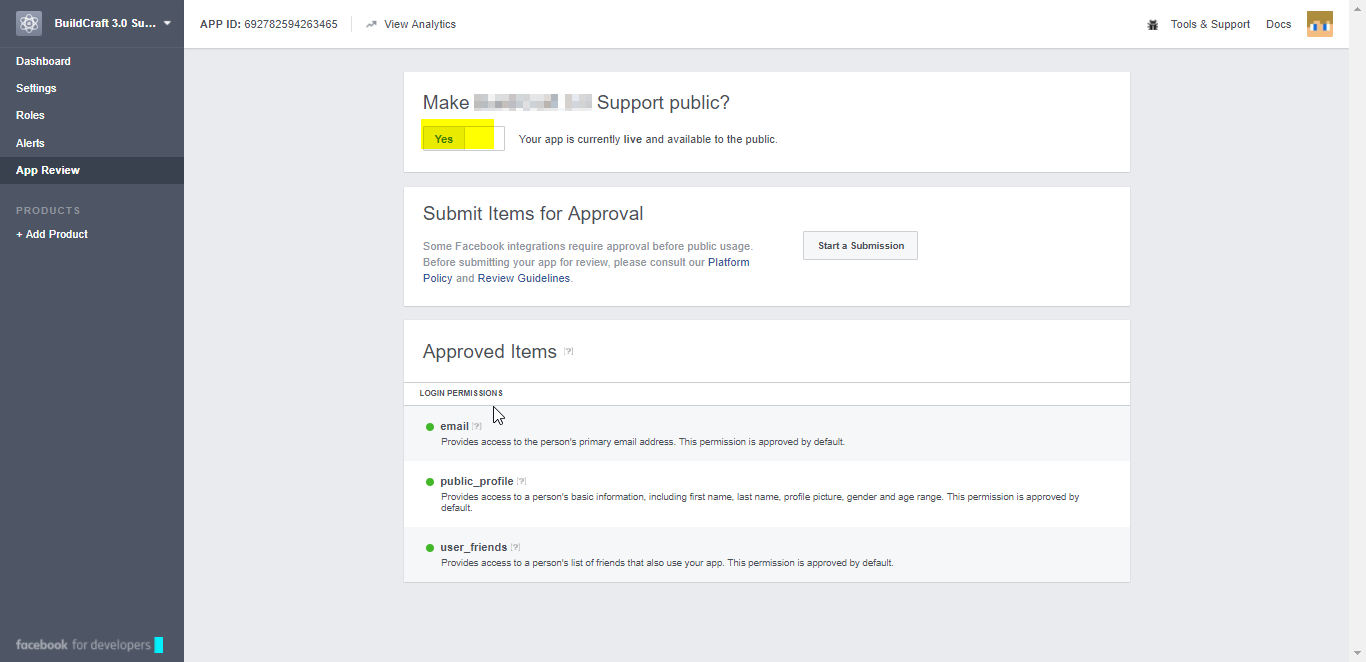 BuildCraft 3.0 Su...
APP ID: 692782594263465
View Analytics
Tools & Support
Docs
Dashboard
Settings
Roles
Alerts
App Review
PRODUCTS
+ Add Product
facebook for developers
Make Support public?
Yes
Your app is currently live and available to the public.
Submit Items for Approval
Some Facebook integrations require approval before public usage.
Before submitting your app for review, please consult our Platform
Policy and Review Guidelines.
Start a Submission
Approved Items [?]
LOGIN PERMISSIONS
email [?]
Provides access to the person's primary email address. This permission is approved by default.
public_profile [?]
Provides access to a person's basic information, including first name, last name, profile picture, gender and age range. This permission is approved by
default.
user_friends [?]
Provides access to a person's list of friends that also use your app. This permission is approved by default.